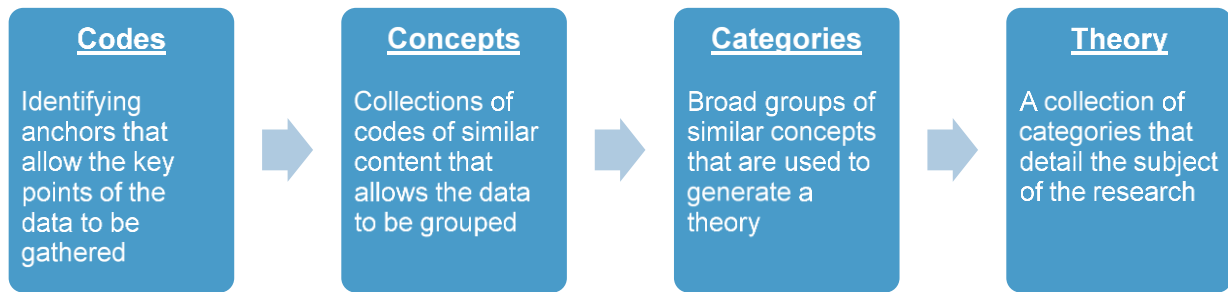 Codes
Identifying
anchors that
allow the key
points of the
data to be
gathered
Concepts
Collections of
codes of similar
content that
allows the data
to be grouped
Categories
Broad groups of
similar concepts
that are used to
generate a
theory
Theory
A collection of
categories that
detail the subject
of the research